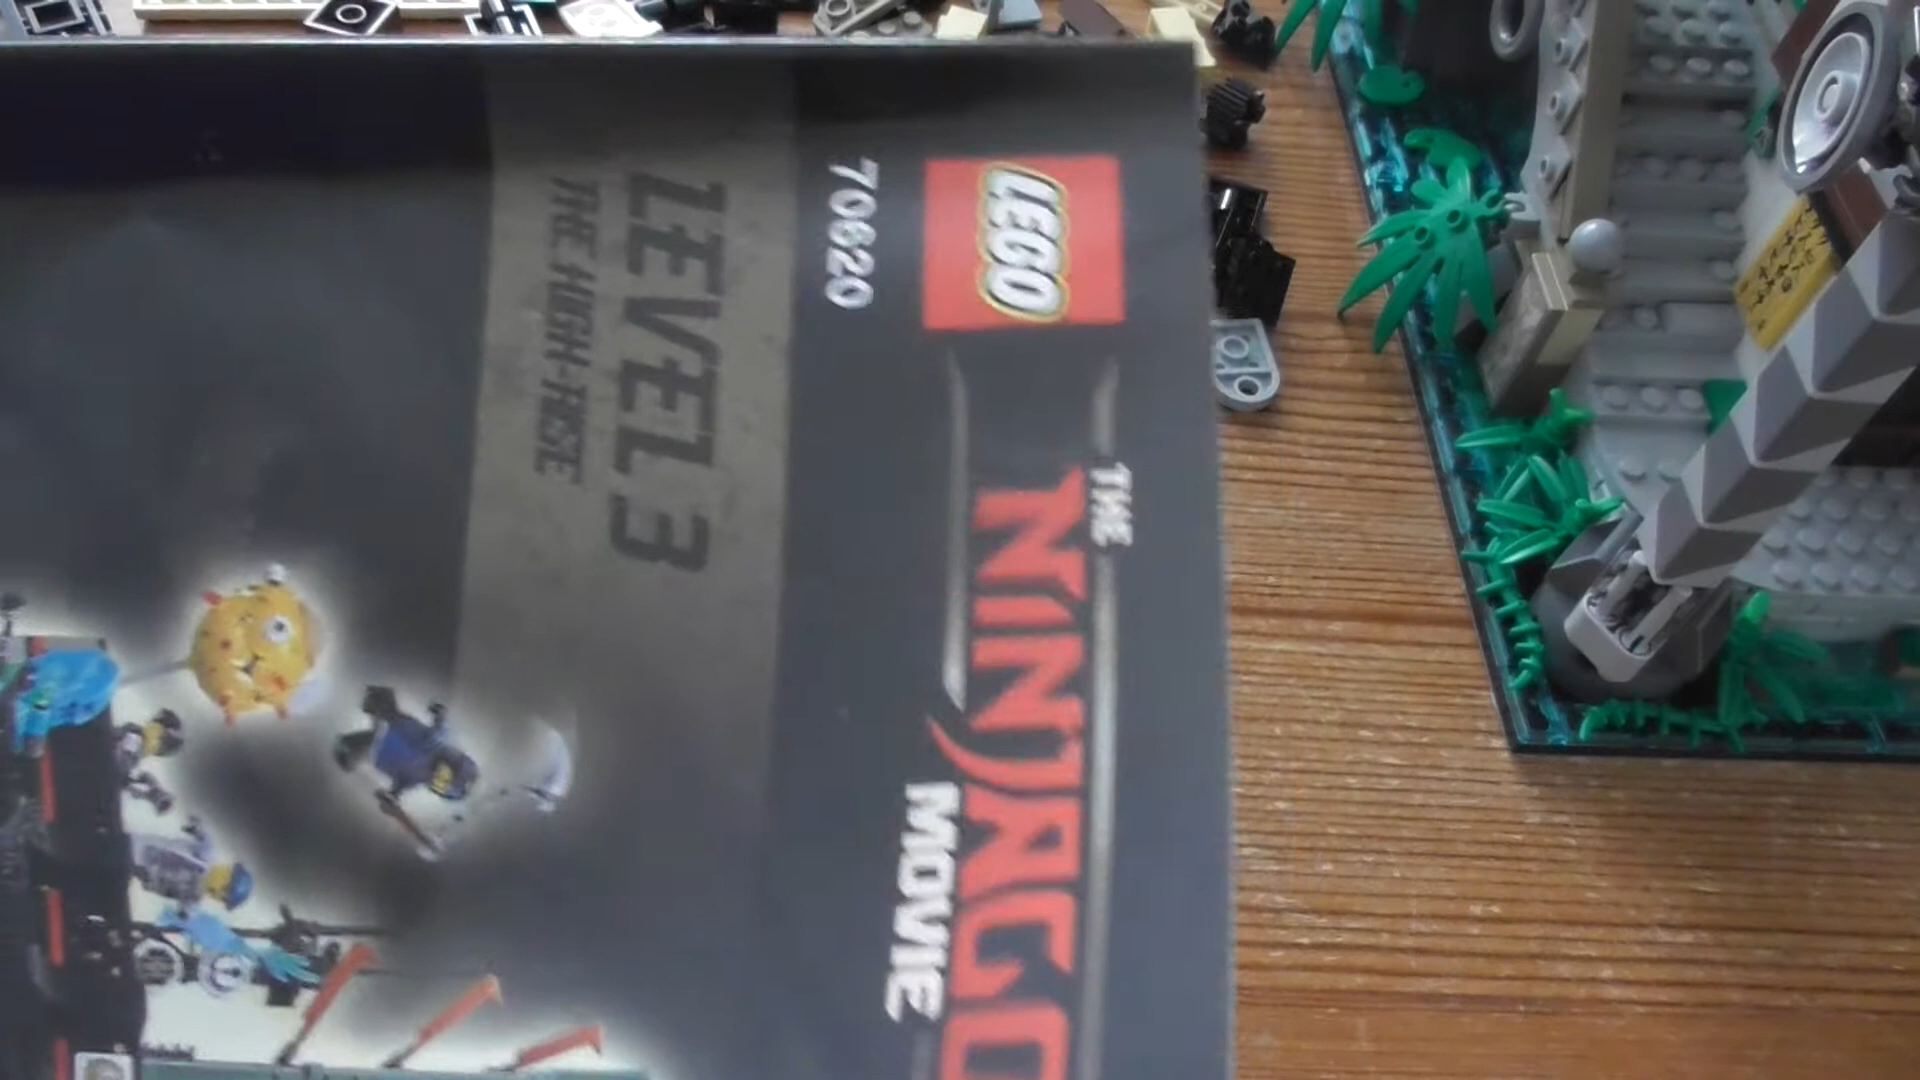 LEGO
THE
NINJAGO
MOVIE
70620
LEVEL 3
THE HIGH-RISE